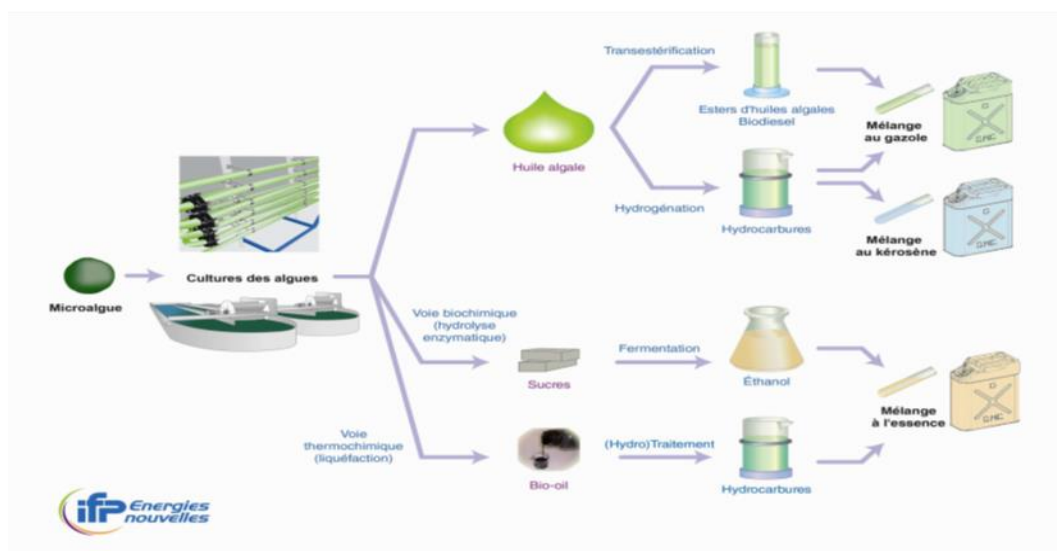 Transestérification
Esters d'huiles algales
Biodiesel
Mélange
au gazole
Huile algale
Hydrogénation
Hydrocarbures
Mélange
au kérosène
Cultures des algues
Microalgue
Voie biochimique
(hydrolyse
enzymatique)
Fermentation
Sucres
Éthanol
Mélange
à l'essence
Voie
thermochimique
(liquéfaction)
(Hydro)Traitement
Bio-oil
Hydrocarbures
ifp Energies
nouvelles